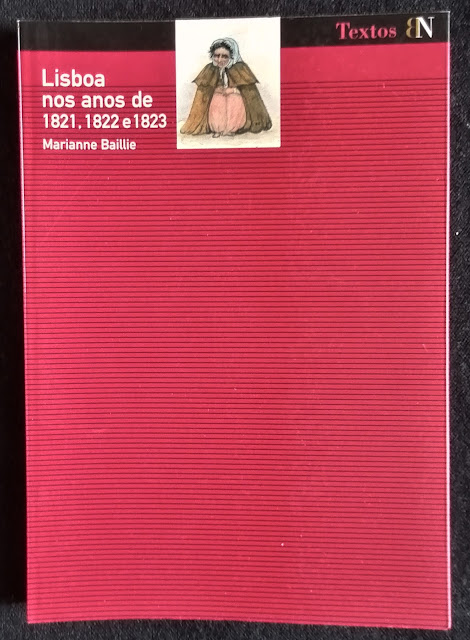 Textos BN
Lisboa
nos anos de
1821, 1822 e 1823
Marianne Baillie